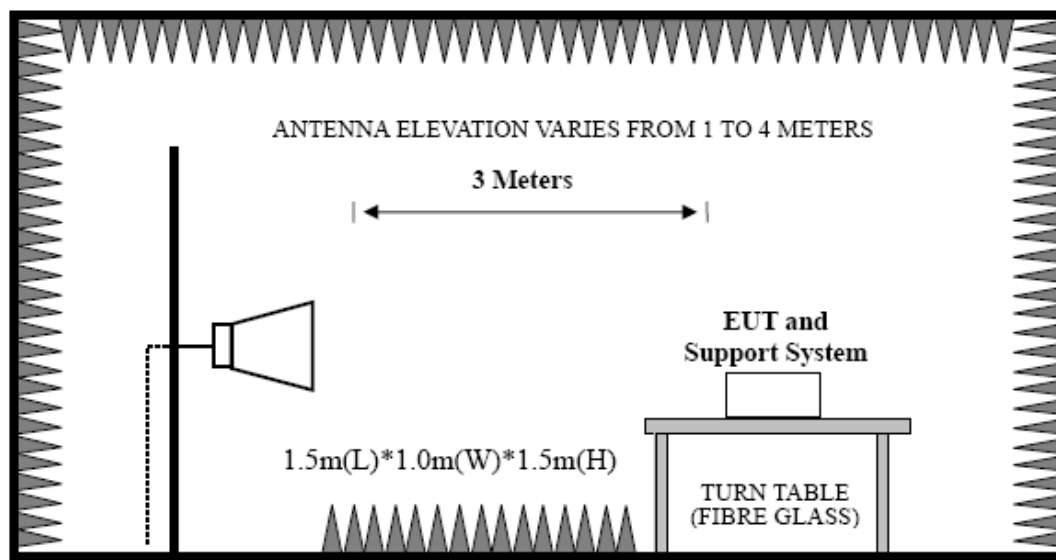 ANTENNA ELEVATION VARIES FROM 1 TO 4 METERS
3 Meters
EUT and
Support System
1.5m(L)*1.0m(W)*1.5m(H)
TURN TABLE
(FIBRE GLASS)